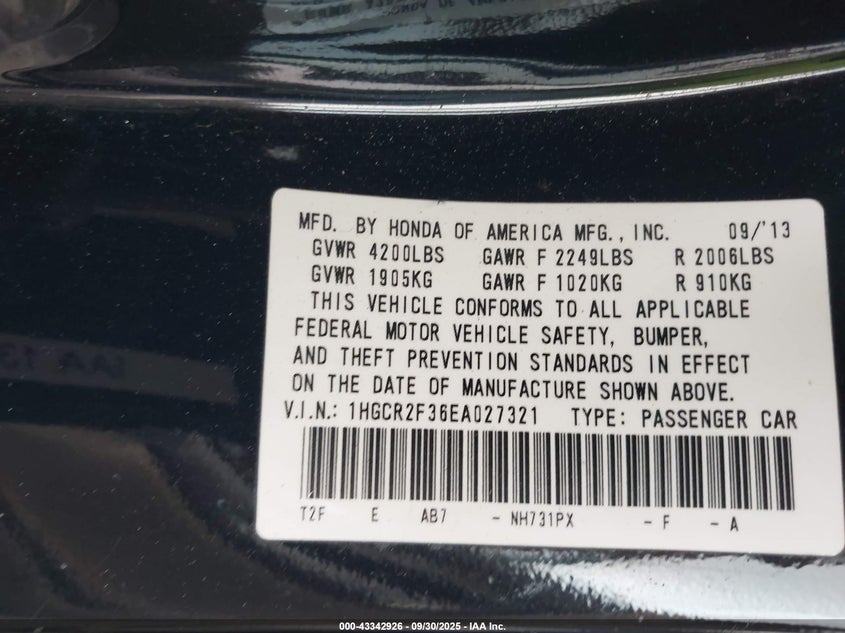 MFD. BY HONDA OF AMERICA MFG., INC. 09/'13
GVWR 4200LBS GAWR F 2249LBS R 2006LBS
GVWR 1905KG GAWR F 1020KG R 910KG
THIS VEHICLE CONFORMS TO ALL APPLICABLE
FEDERAL MOTOR VEHICLE SAFETY, BUMPER,
AND THEFT PREVENTION STANDARDS IN EFFECT
ON THE DATE OF MANUFACTURE SHOWN ABOVE.
V.I.N.: 1HGCR2F36EA027321 TYPE: PASSENGER CAR
T2F E AB7 - NH731PX - F - A
000-43342926 - 09/30/2025 - IAA Inc.